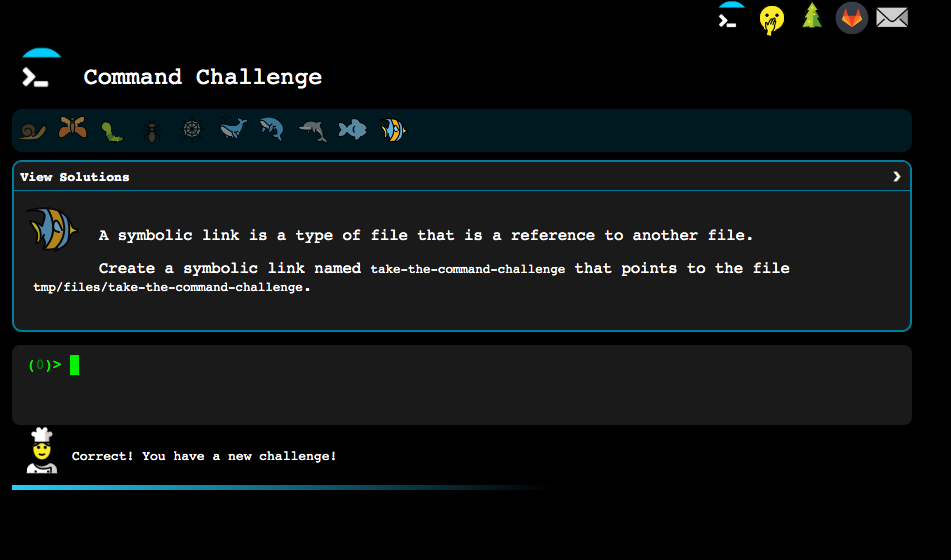 Command Challenge
View Solutions
A symbolic link is a type of file that is a reference to another file.
Create a symbolic link named take-the-command-challenge that points to the file
tmp/files/take-the-command-challenge.
(0)>
Correct! You have a new challenge!